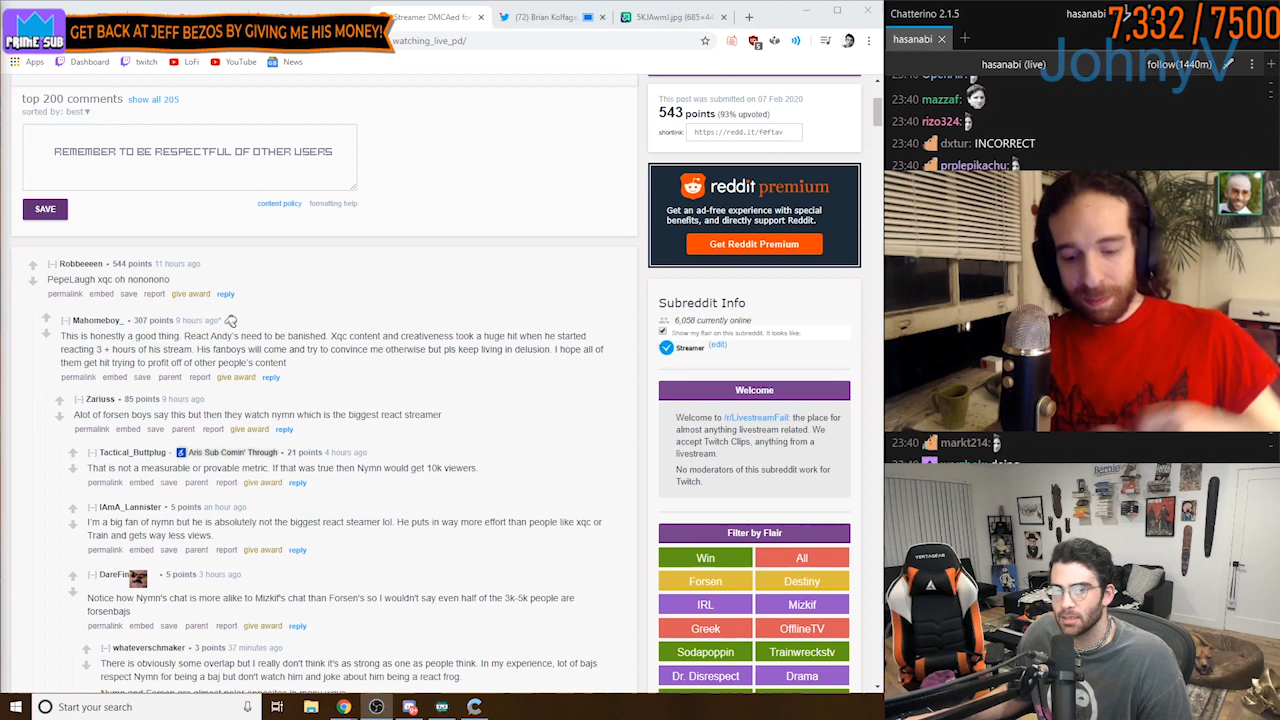 PRIME SUB
GET BACK AT JEFF BEZOS BY GIVING ME HIS MONEY!
Streamer DMCAed for
(72) Brian Kolfage
5KJAwmJ.jpg (685×44
watching_live_pd/
Apps
Dashboard
twitch
LoFi
YouTube
News
top 200 comments show all 205
sorted by: best▼
REMEMBER TO BE RESPECTFUL OF OTHER USERS
SAVE
content policy formatting help
[–] Robbeeeen • 544 points 11 hours ago
PepeLaugh xqc oh nononono
permalink embed save report give award reply
[–] Mahomeboy_ • 307 points 9 hours ago*
This is honestly a good thing. React Andy's need to be banished. Xqc content and creativeness took a huge hit when he started
reacting 3 + hours of his stream. His fanboys will come and try to convince me otherwise but pls keep living in delusion. I hope all of
them get hit trying to profit off of other people's content
permalink embed save parent report give award reply
[–] Zariuss • 85 points 9 hours ago
Alot of forsen boys say this but then they watch nymn which is the biggest react streamer
permalink embed save parent report give award reply
[–] Tactical_Buttplug • Aris Sub Comin' Through • 21 points 4 hours ago
That is not a measurable or provable metric. If that was true then Nymn would get 10k viewers.
permalink embed save parent report give award reply
[–] IAmA_Lannister • 5 points an hour ago
I'm a big fan of nymn but he is absolutely not the biggest react steamer lol. He puts in way more effort than people like xqc or
Train and gets way less views.
permalink embed save parent report give award reply
[–] DareFin • 5 points 3 hours ago
Notice how Nymn's chat is more alike to Mizkif's chat than Forsen's so I wouldn't say even half of the 3k-5k people are
forsenbajs
permalink embed save parent report give award reply
[–] whateverschmaker • 3 points 37 minutes ago
There is obviously some overlap but I really don't think it's as strong as one as people think. In my experience, lot of bajs
respect Nymn for being a baj but don't watch him and joke about him being a react frog.
This post was submitted on 07 Feb 2020
543 points (93% upvoted)
shortlink: https://redd.it/f0ftav
reddit premium
Get an ad-free experience with special
benefits, and directly support Reddit.
Get Reddit Premium
Subreddit Info
6,058 currently online
Show my flair on this subreddit. It looks like:
Streamer (edit)
Welcome
Welcome to /r/LivestreamFail: the place for
almost anything livestream related. We
accept Twitch Clips, anything from a
livestream.
No moderators of this subreddit work for
Twitch.
Filter by Flair
Win All
Forsen Destiny
IRL Mizkif
Greek OfflineTV
Sodapoppin Trainwreckstv
Dr. Disrespect Drama
Start your search
Chatterino 2.1.5
hasanabi
7,332 / 7500
hasanabi
JohnyV
hasanabi (live)
follow(1440m)
23:40 mazzaf:
23:40 rizo324:
23:40 dxtur: INCORRECT
23:40 prplepikachu:
23:40 markt214:
Bernie
VERTAGEAR